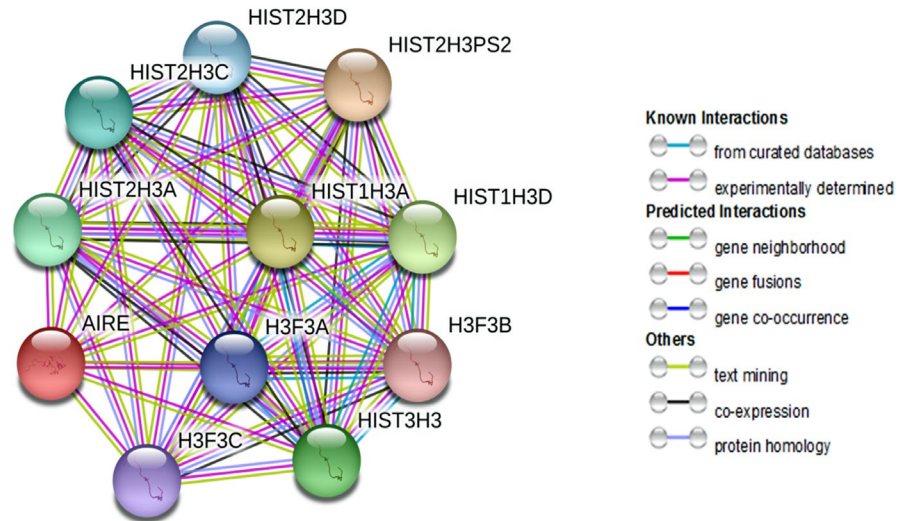 HIST2H3D
HIST2H3PS2
HIST2H3C
HIST2H3A
HIST1H3A
HIST1H3D
AIRE
H3F3A
H3F3B
HIST3H3
H3F3C
Known Interactions
from curated databases
experimentally determined
Predicted Interactions
gene neighborhood
gene fusions
gene co-occurrence
Others
text mining
co-expression
protein homology